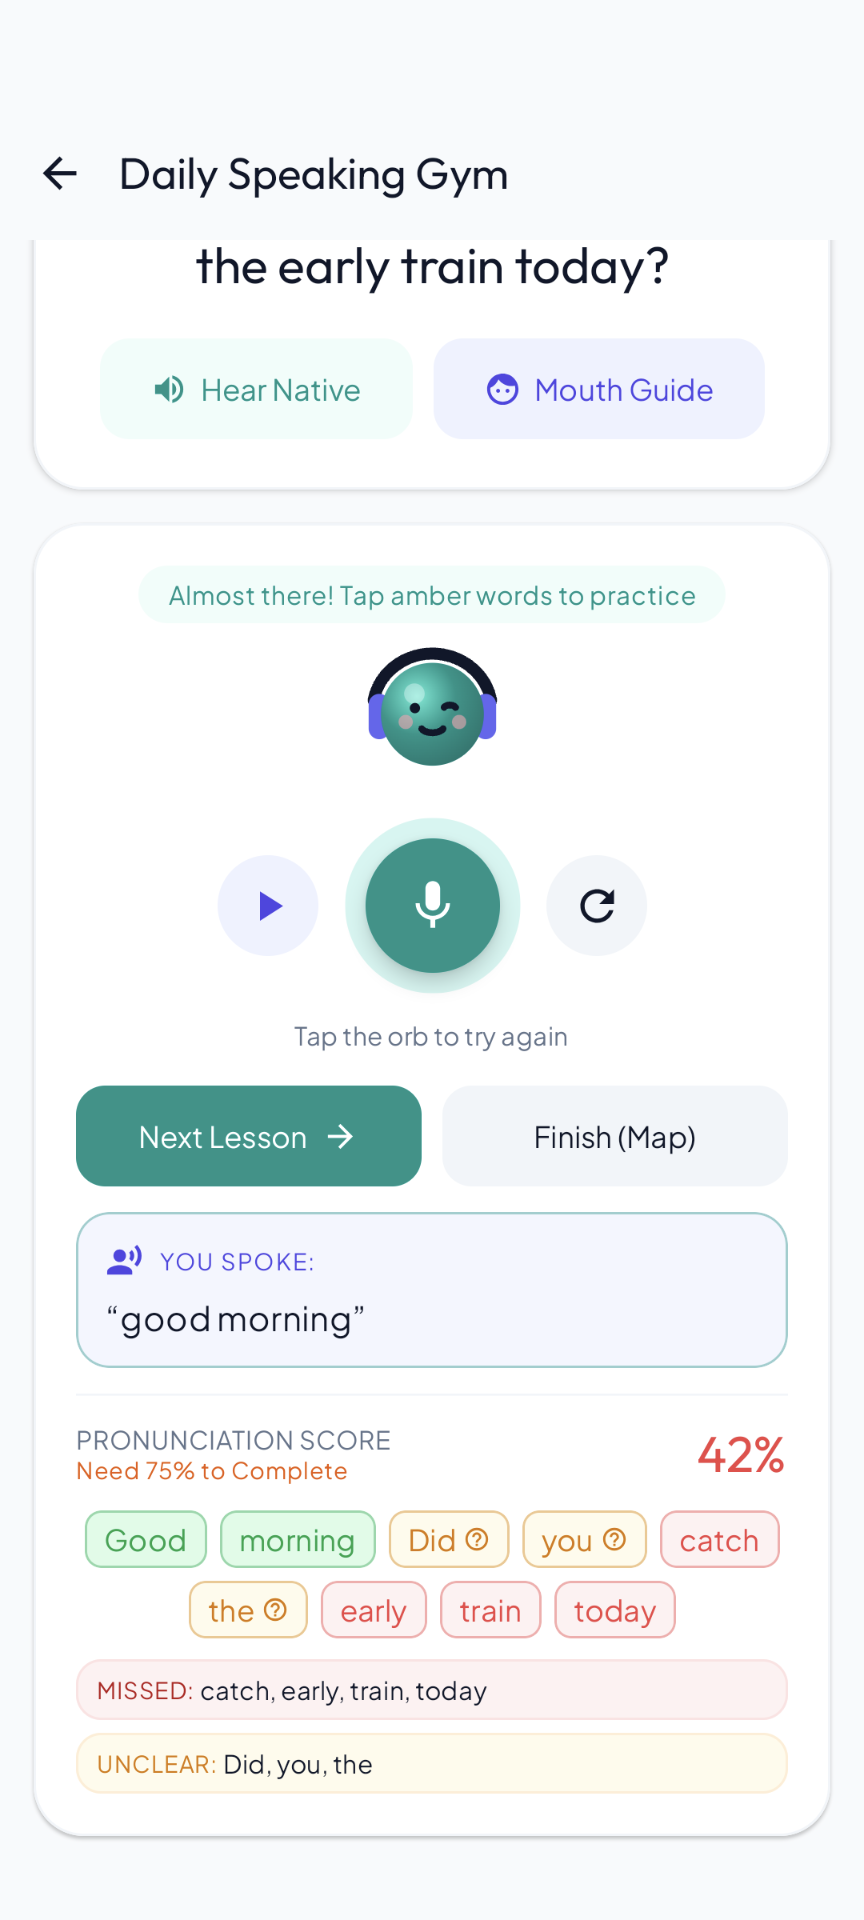 Daily Speaking Gym
the early train today?
Hear Native
Mouth Guide
Almost there! Tap amber words to practice
Tap the orb to try again
Next Lesson →
Finish (Map)
YOU SPOKE:
“good morning”
PRONUNCIATION SCORE
Need 75% to Complete
42%
Good morning Did you catch
the early train today
MISSED: catch, early, train, today
UNCLEAR: Did, you, the